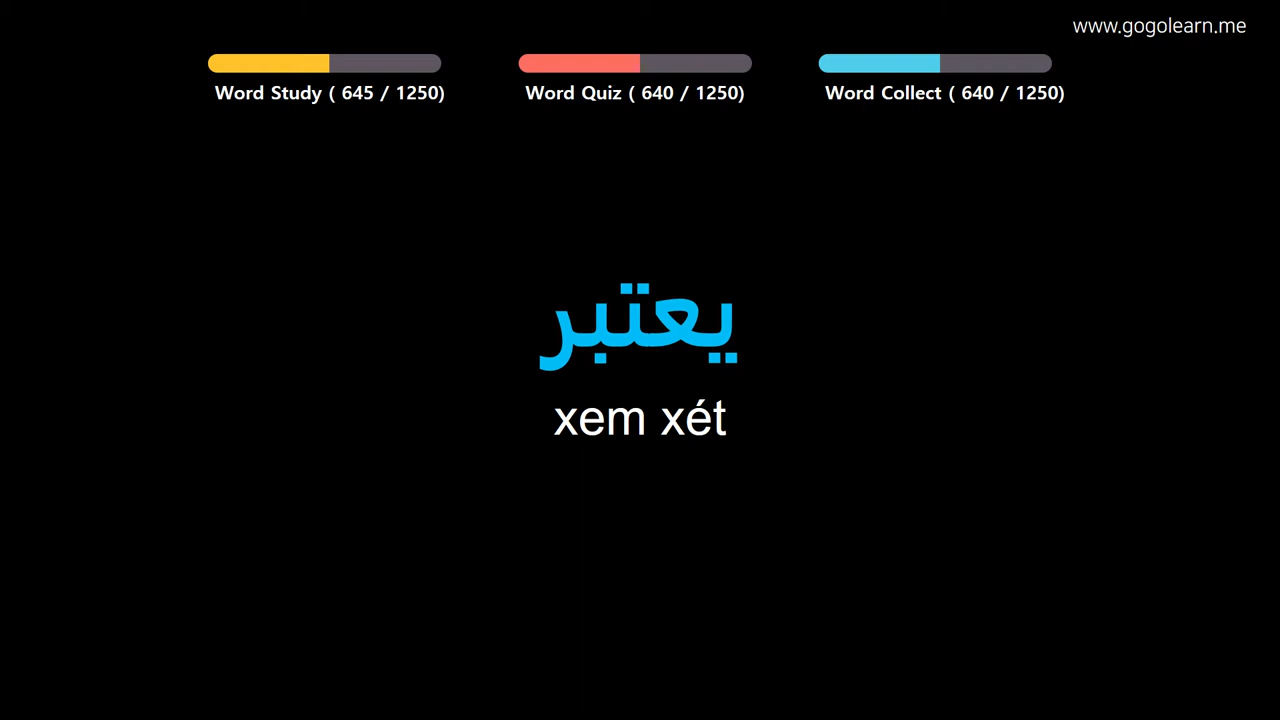 www.gogolearn.me
Word Study ( 645 / 1250)
Word Quiz ( 640 / 1250)
Word Collect ( 640 / 1250)
يعتبر
xem xét